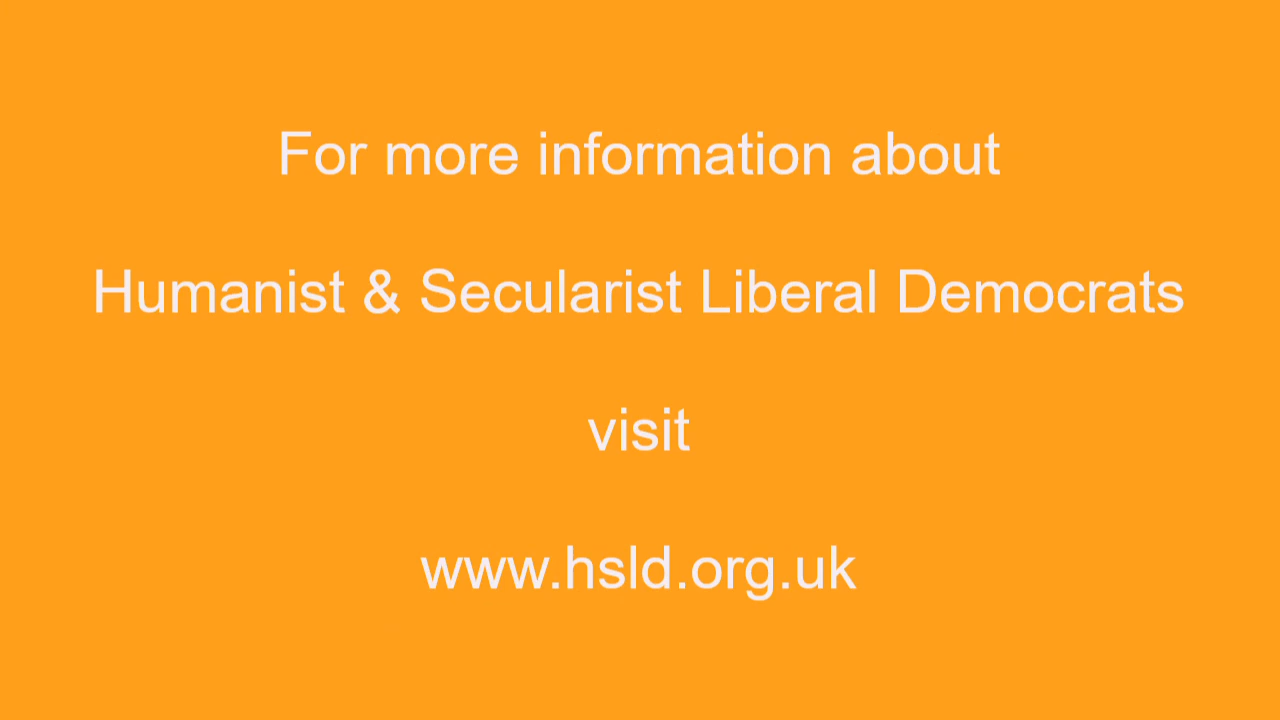 For more information about
Humanist & Secularist Liberal Democrats
visit
www.hsld.org.uk